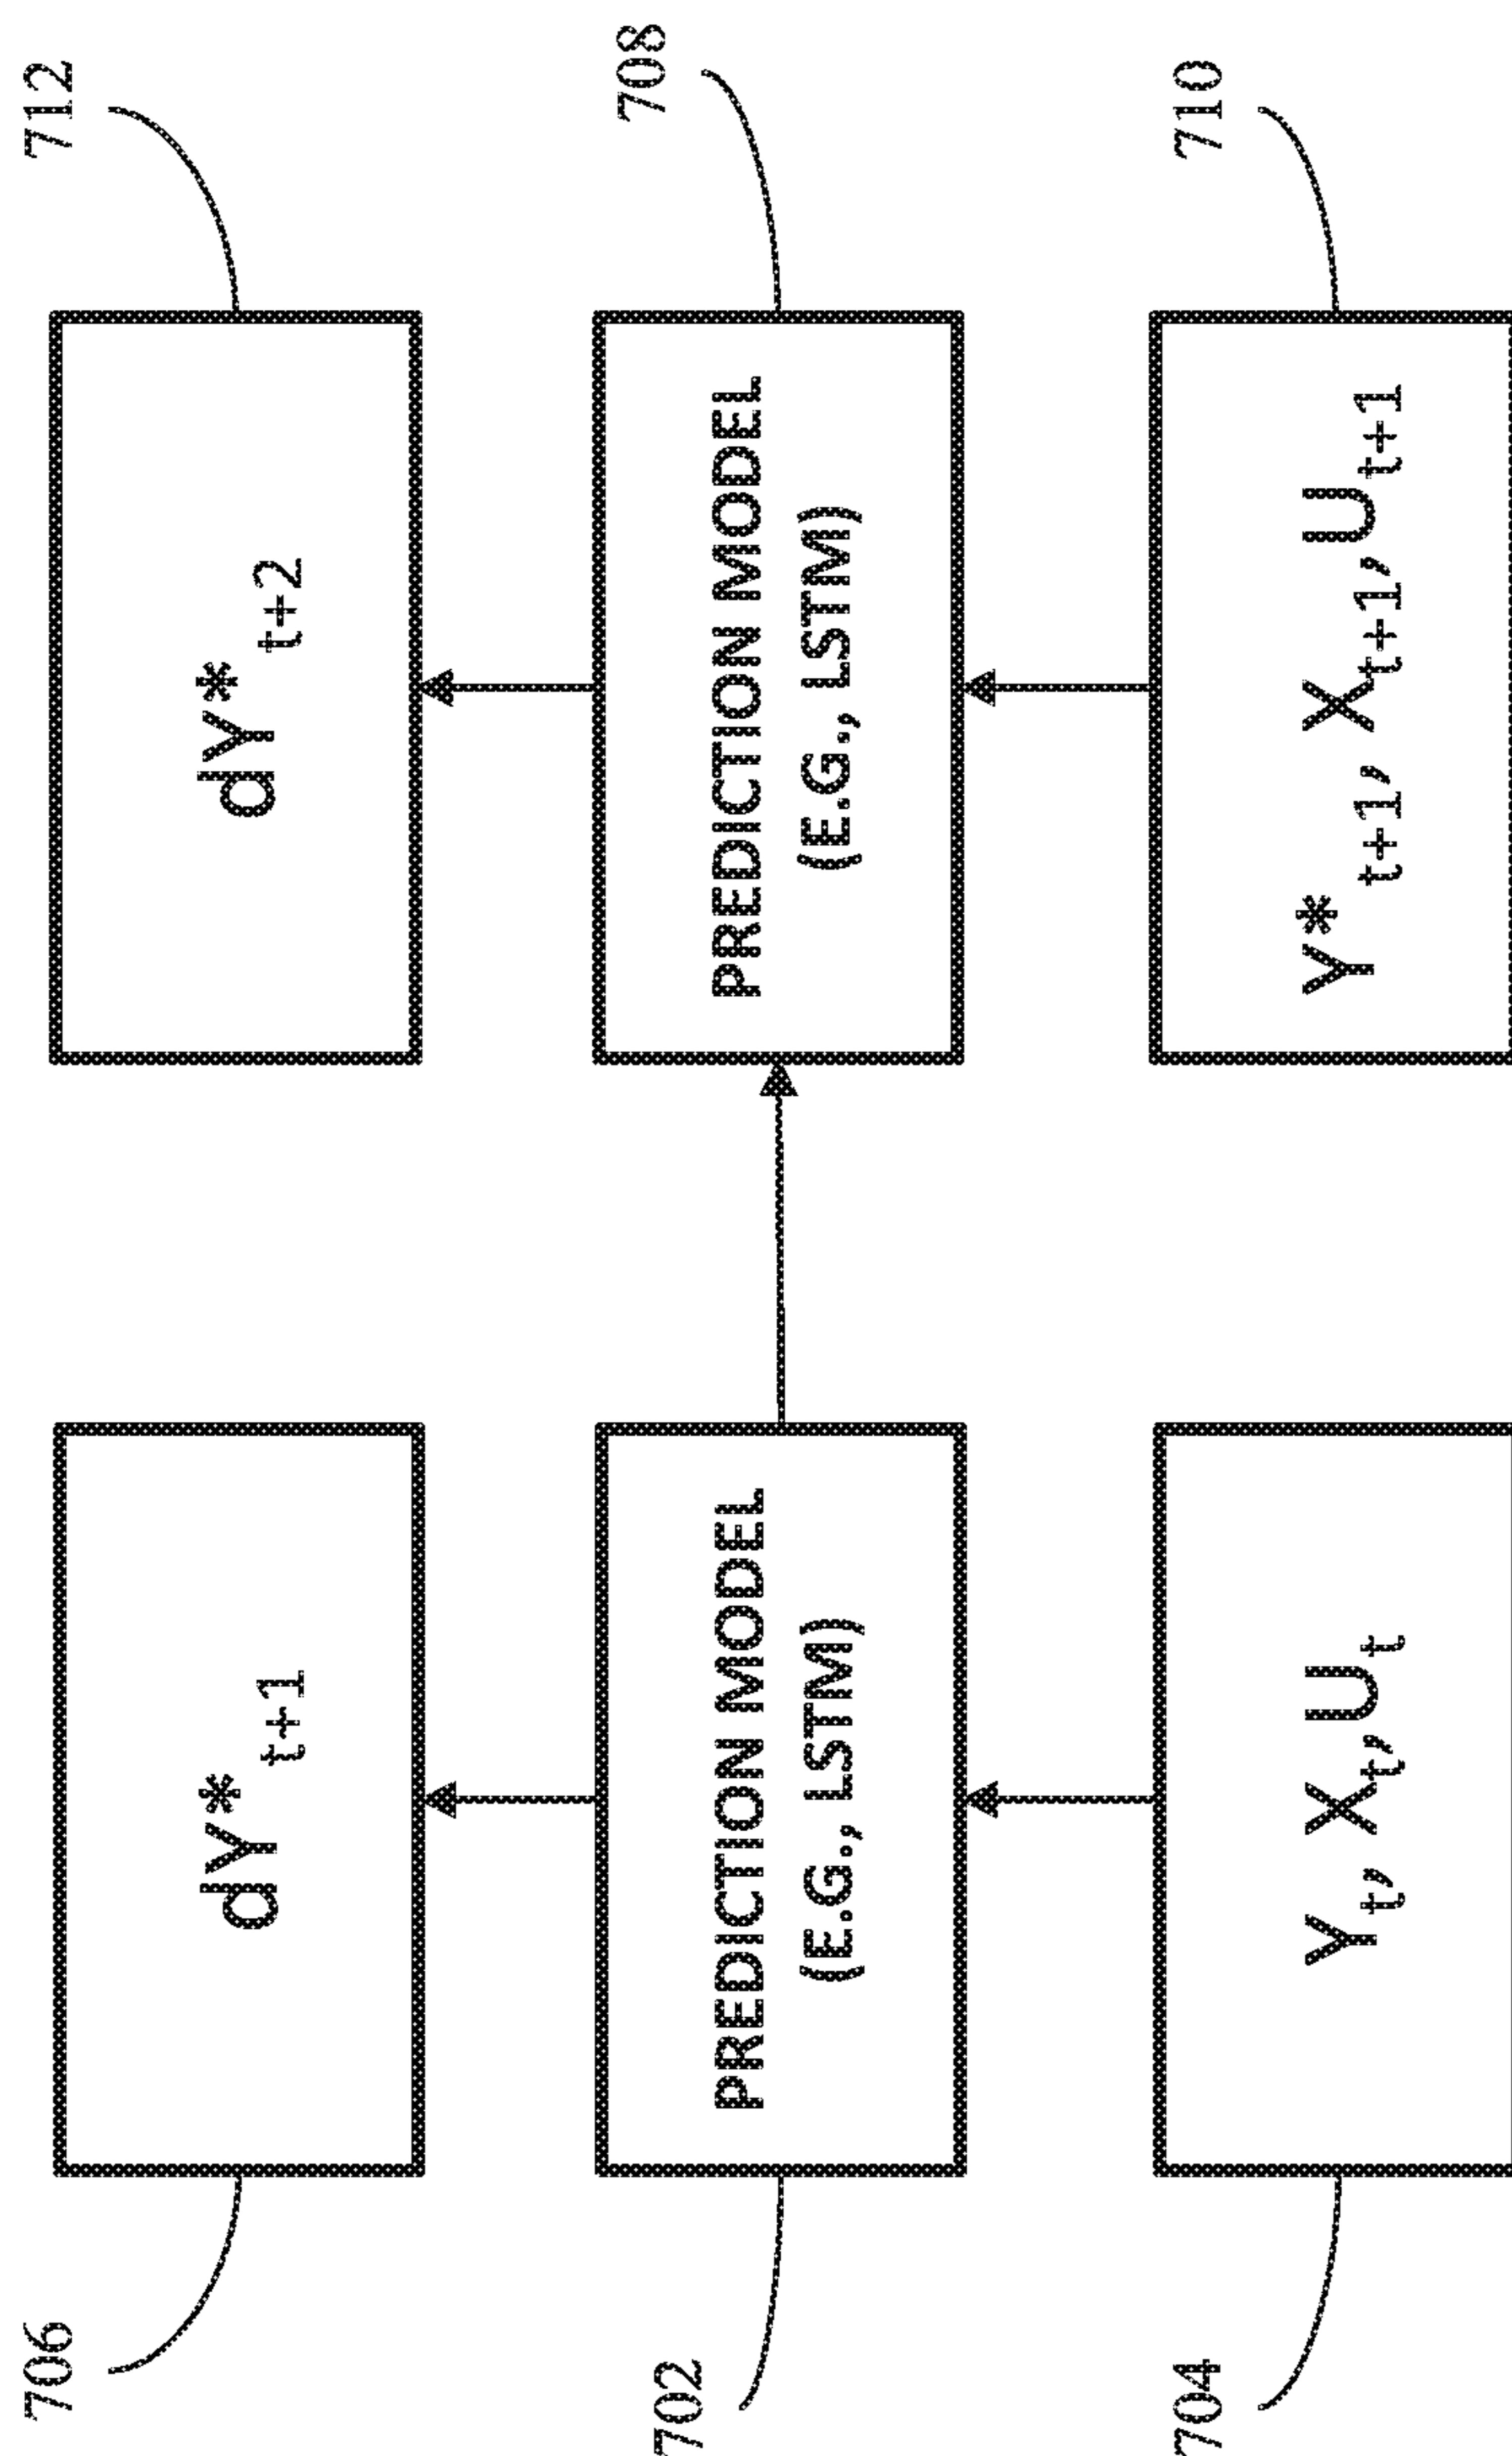 706
712
dY*t+1
dY*t+2
702
708
PREDICTION MODEL
(E.G., LSTM)
PREDICTION MODEL
(E.G., LSTM)
704
710
Yt, Xt,Ut
Y*t+1, Xt+1,Ut+1